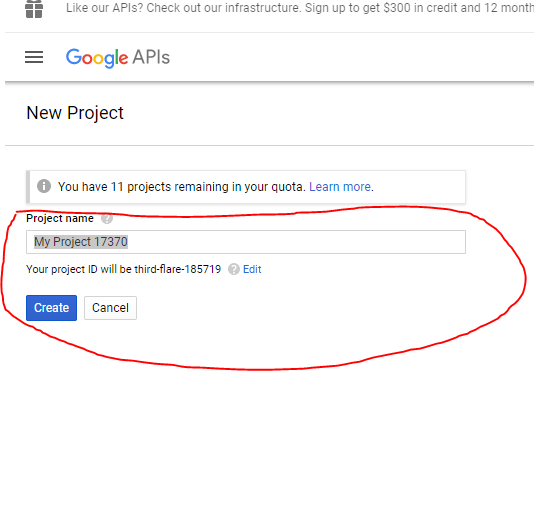 Like our APIs? Check out our infrastructure. Sign up to get $300 in credit and 12 month
Google APIs
New Project
You have 11 projects remaining in your quota. Learn more.
Project name
My Project 17370
Your project ID will be third-flare-185719 Edit
Create Cancel